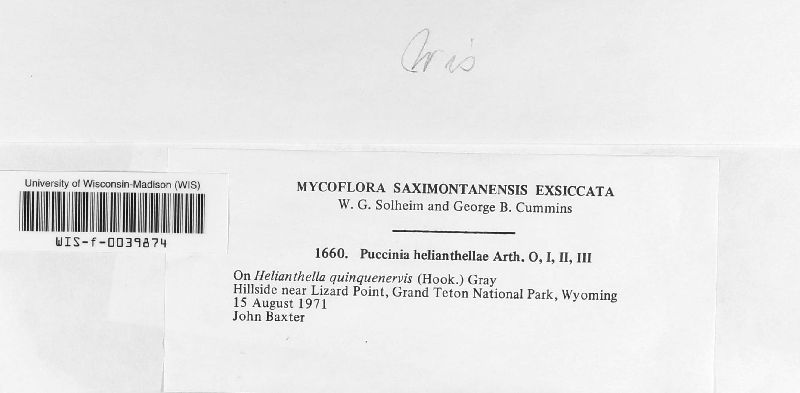 Wis
University of Wisconsin-Madison (WIS)
WIS-f-0039874
MYCOFLORA SAXIMONTANENSIS EXSICCATA
W. G. Solheim and George B. Cummins
1660. Puccinia helianthellae Arth. O, I, II, III
On Helianthella quinquenervis (Hook.) Gray
Hillside near Lizard Point, Grand Teton National Park, Wyoming
15 August 1971
John Baxter